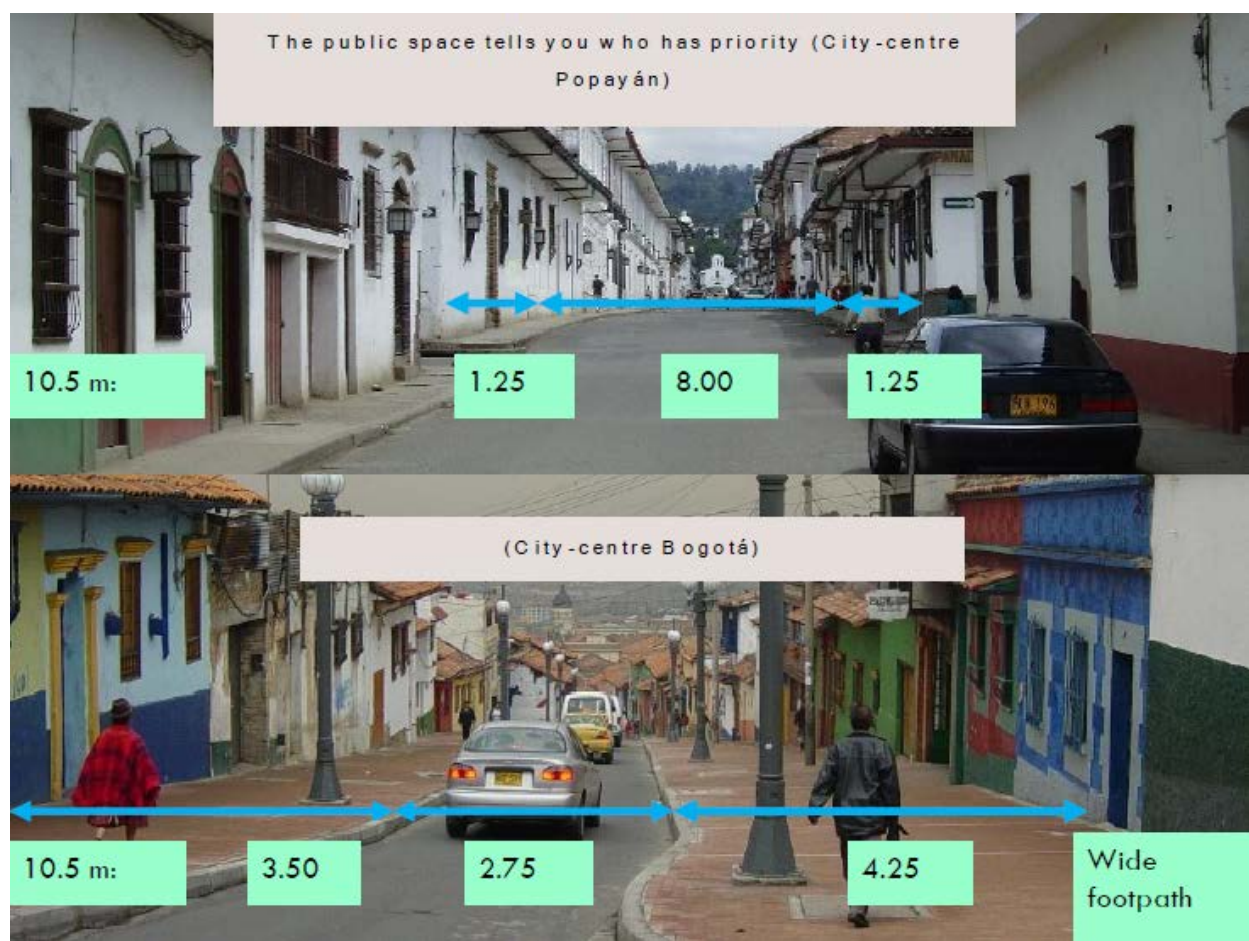 The public space tells you who has priority (City-centre
Popayán)
10.5 m:
1.25
8.00
1.25
(City-centre Bogotá)
10.5 m:
3.50
2.75
4.25
Wide
footpath